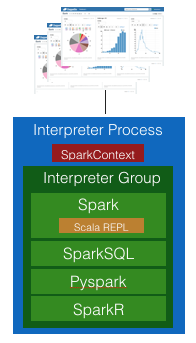 Interpreter Process
SparkContext
Interpreter Group
Spark
Scala REPL
SparkSQL
Pyspark
SparkR